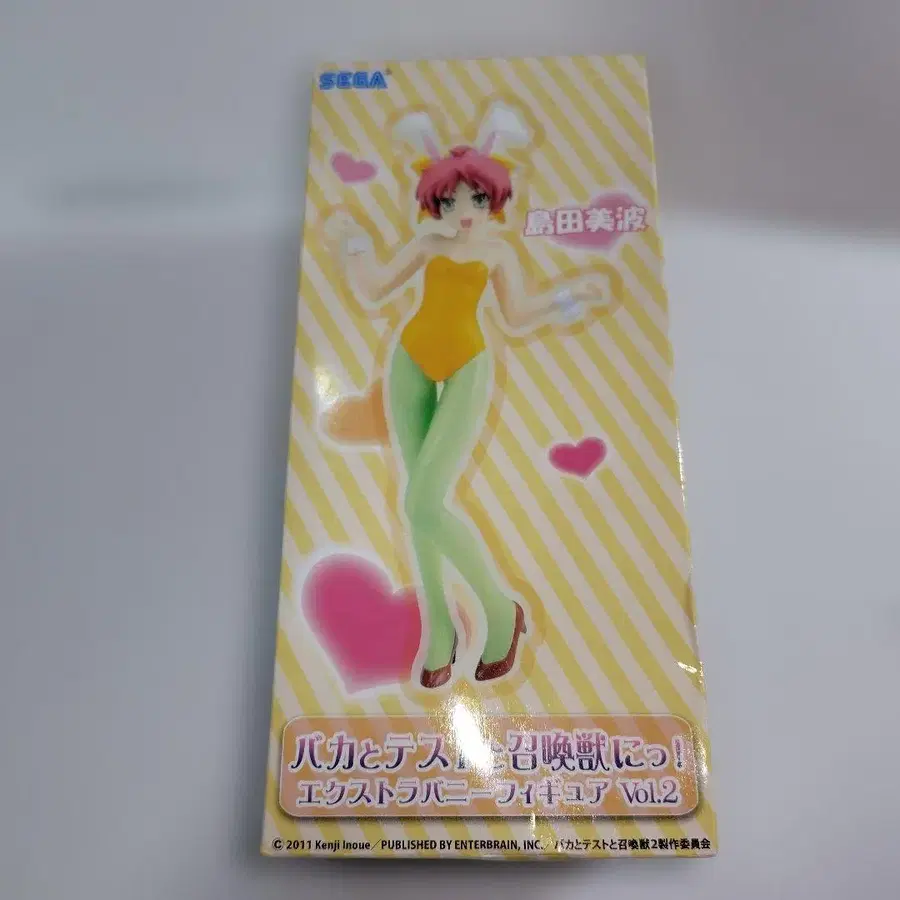 SEGA
島田美波
バカとテストと召喚獣にっ!
エクストラバニーフィギュア Vol.2
© 2011 Kenji Inoue/PUBLISHED BY ENTERBRAIN, INC./バカとテストと召喚獣2製作委員会